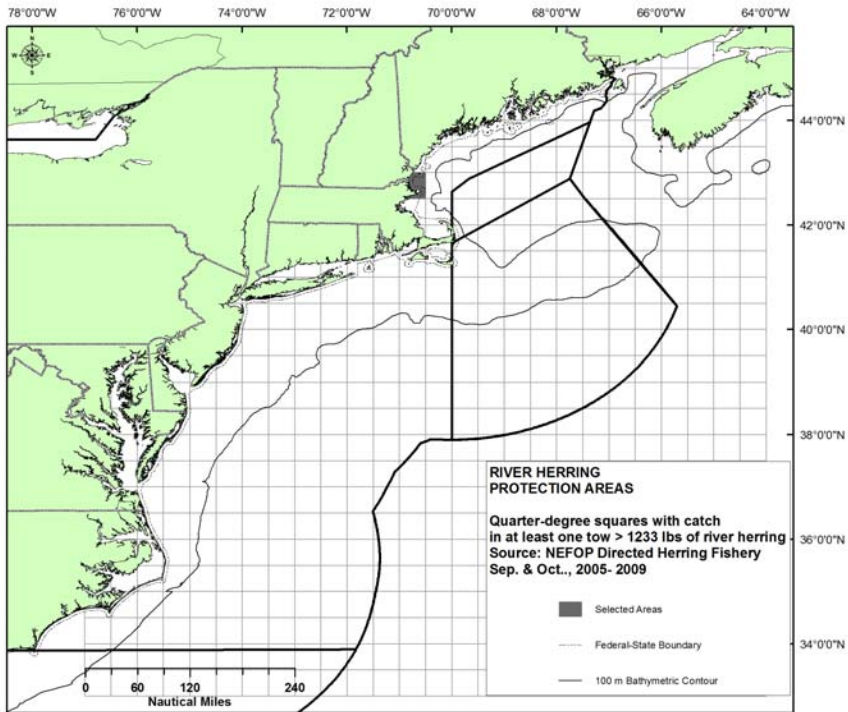 78°0'0"W 76°0'0"W 74°0'0"W 72°0'0"W 70°0'0"W 68°0'0"W 66°0'0"W 64°0'0"W
N
W E
S
44°0'0"N
42°0'0"N
40°0'0"N
38°0'0"N
36°0'0"N
34°0'0"N
RIVER HERRING
PROTECTION AREAS
Quarter-degree squares with catch
in at least one tow > 1233 lbs of river herring
Source: NEFOP Directed Herring Fishery
Sep. & Oct.., 2005- 2009
Selected Areas
Federal-State Boundary
100 m Bathymetric Contour
0 60 120 240
Nautical Miles